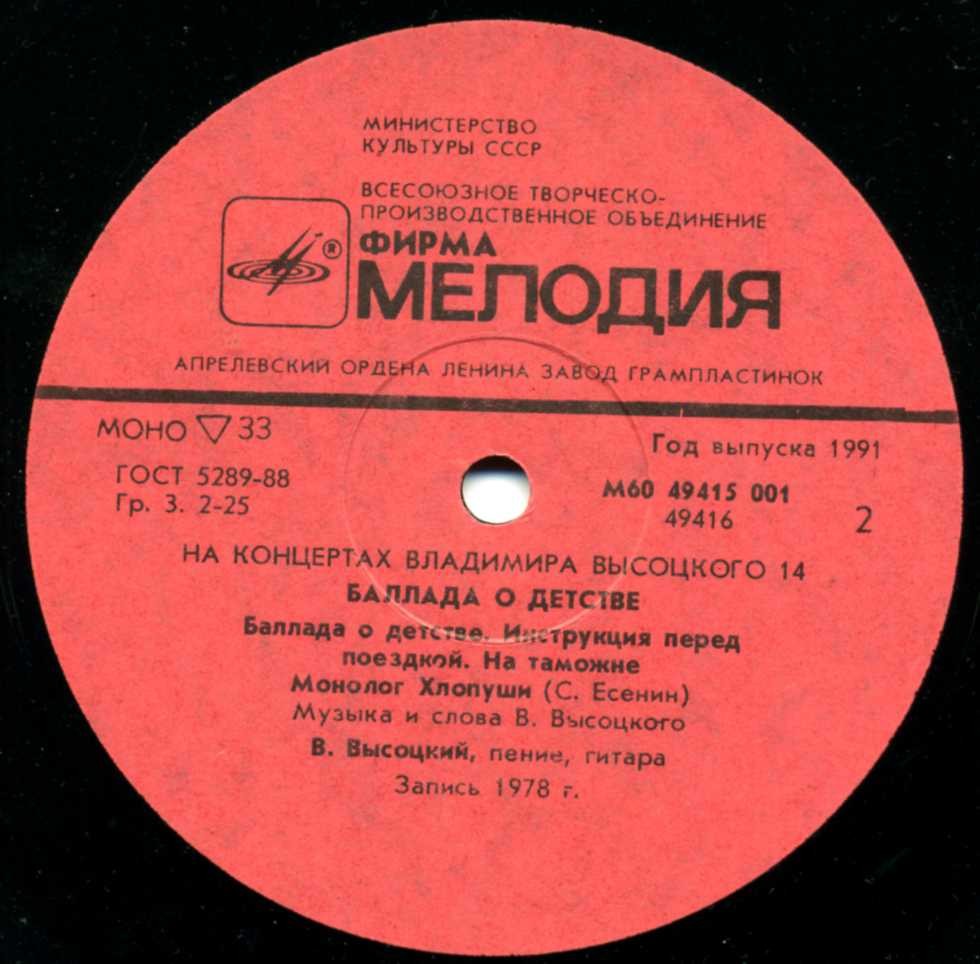 МИНИСТЕРСТВО
КУЛЬТУРЫ СССР
ВСЕСОЮЗНОЕ ТВОРЧЕСКО-
ПРОИЗВОДСТВЕННОЕ ОБЪЕДИНЕНИЕ
ФИРМА
®
МЕЛОДИЯ
АПРЕЛЕВСКИЙ ОРДЕНА ЛЕНИНА ЗАВОД ГРАМПЛАСТИНОК
МОНО ▽ 33
Год выпуска 1991
ГОСТ 5289-88
М60 49415 001
Гр. 3. 2-25
49416
2
НА КОНЦЕРТАХ ВЛАДИМИРА ВЫСОЦКОГО 14
БАЛЛАДА О ДЕТСТВЕ
Баллада о детстве. Инструкция перед
поездкой. На таможне
Монолог Хлопуши (С. Есенин)
Музыка и слова В. Высоцкого
В. Высоцкий, пение, гитара
Запись 1978 г.